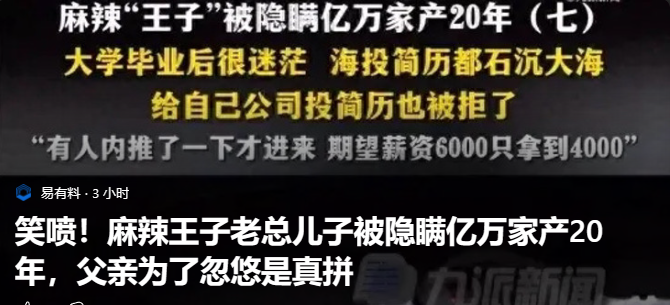 麻辣“王子”被隐瞒亿万家产20年（七）
大学毕业后很迷茫 海投简历都石沉大海
给自己公司投简历也被拒了
“有人内推了一下才进来 期望薪资6000只拿到4000”
易有料 · 3 小时
笑喷！麻辣王子老总儿子被隐瞒亿万家产20
年，父亲为了忽悠是真拼
九派新闻